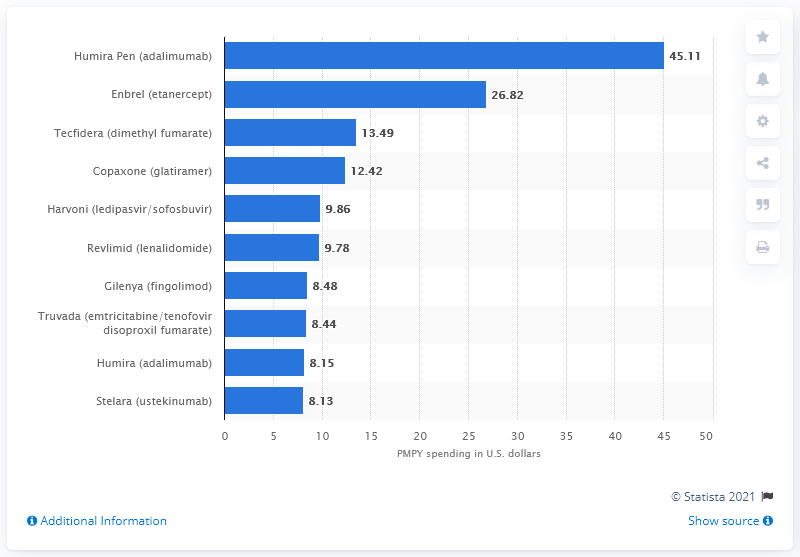 Humira Pen (adalimumab)
45.11
Enbrel (etanercept)
26.82
Tecfidera (dimethyl fumarate)
13.49
Copaxone (glatiramer)
12.42
Harvoni (ledipasvir/sofosbuvir)
9.86
Revlimid (lenalidomide)
9.78
Gilenya (fingolimod)
8.48
Truvada (emtricitabine/tenofovir
disoproxil fumarate)
8.44
Humira (adalimumab)
8.15
Stelara (ustekinumab)
8.13
0 5 10 15 20 25 30 35 40 45 50
PMPY spending in U.S. dollars
© Statista 2021
Additional Information
Show source